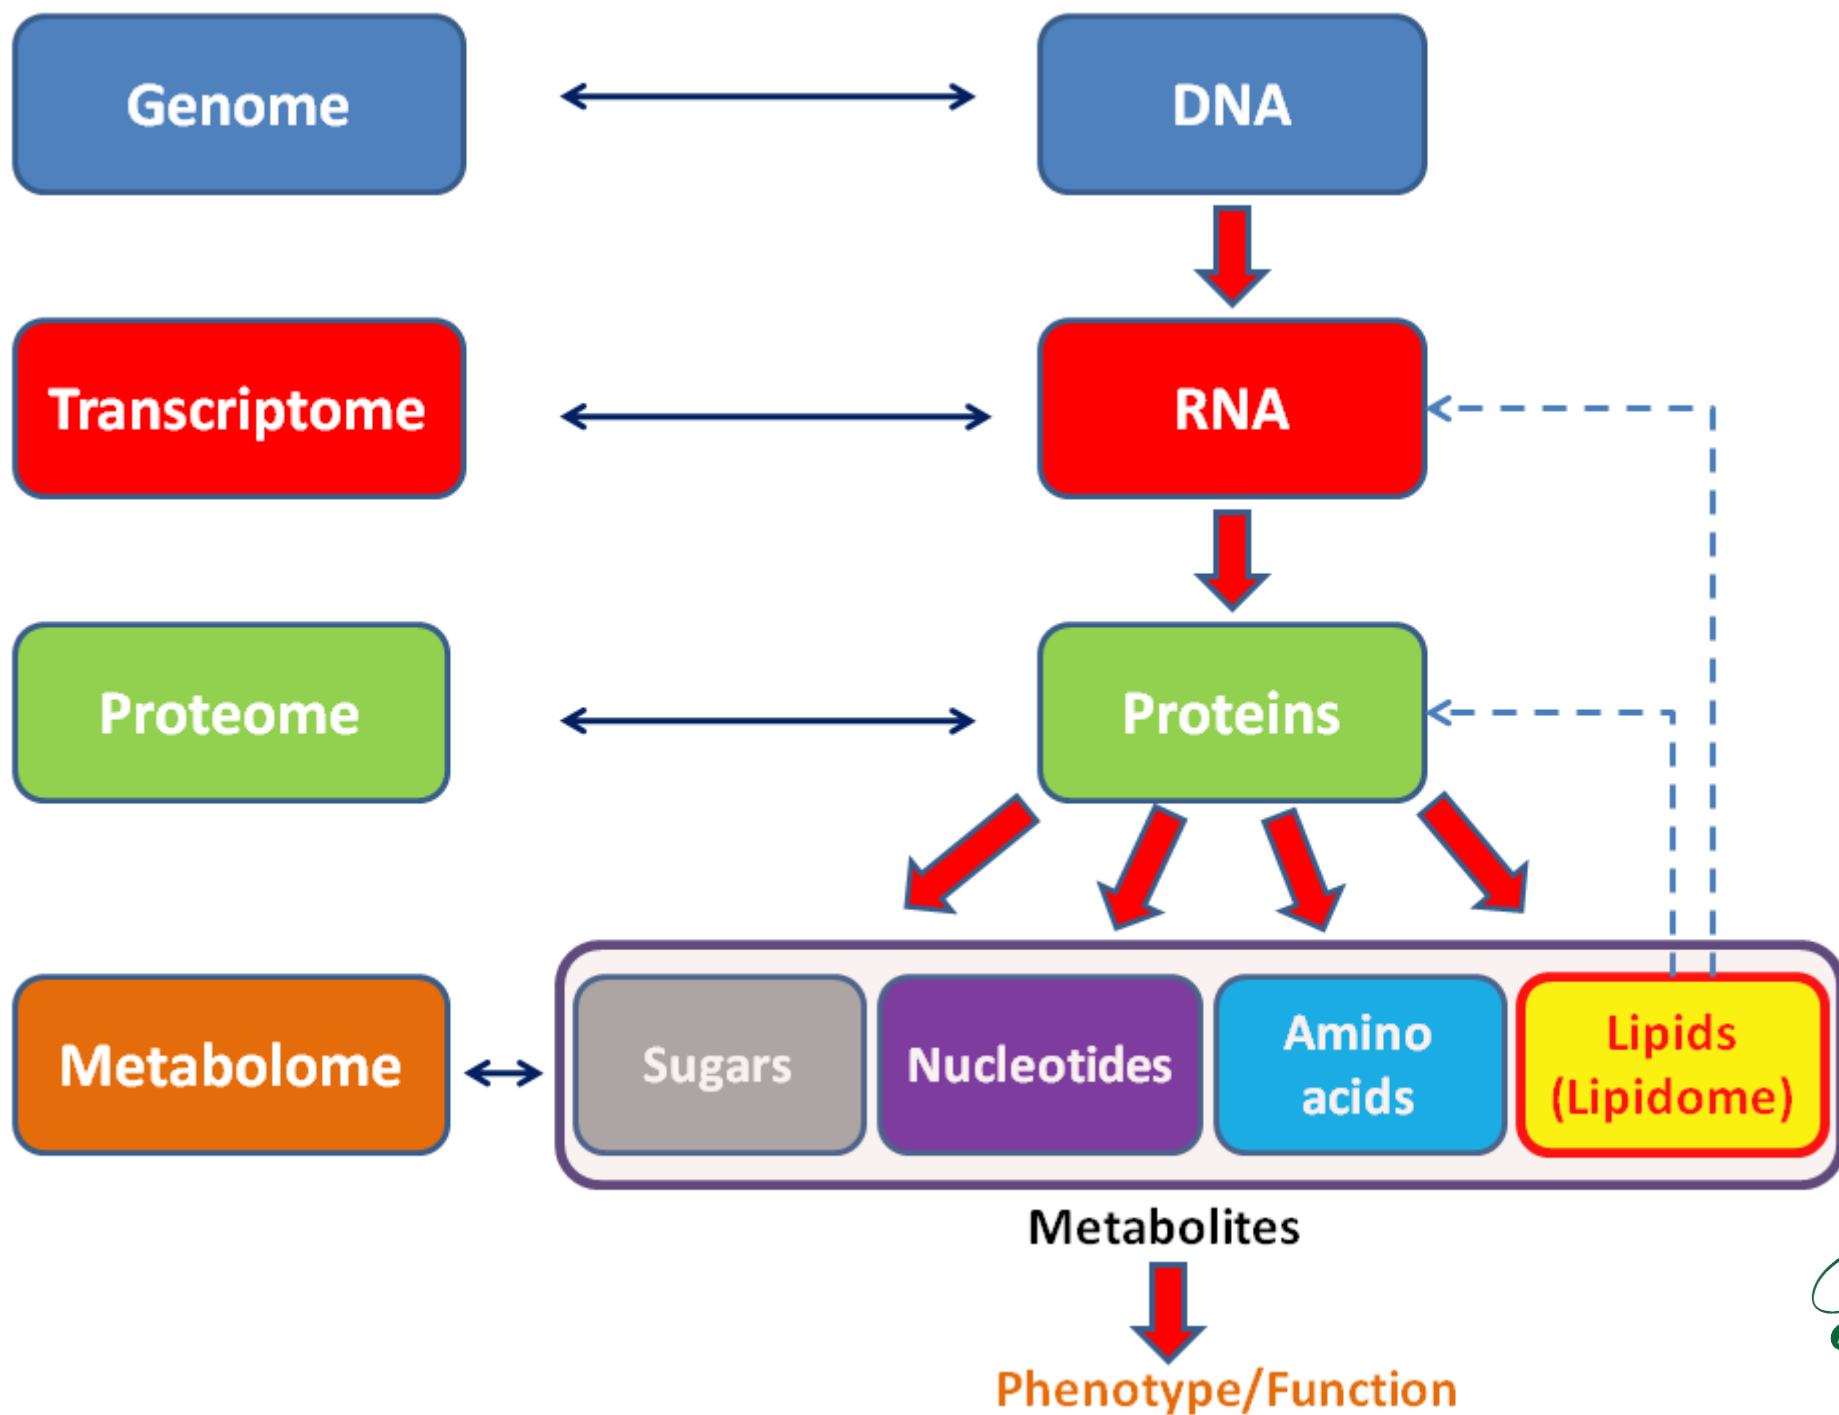 Genome
DNA
Transcriptome
RNA
Proteome
Proteins
Metabolome
Sugars
Nucleotides
Amino
acids
Lipids
(Lipidome)
Metabolites
Phenotype/Function